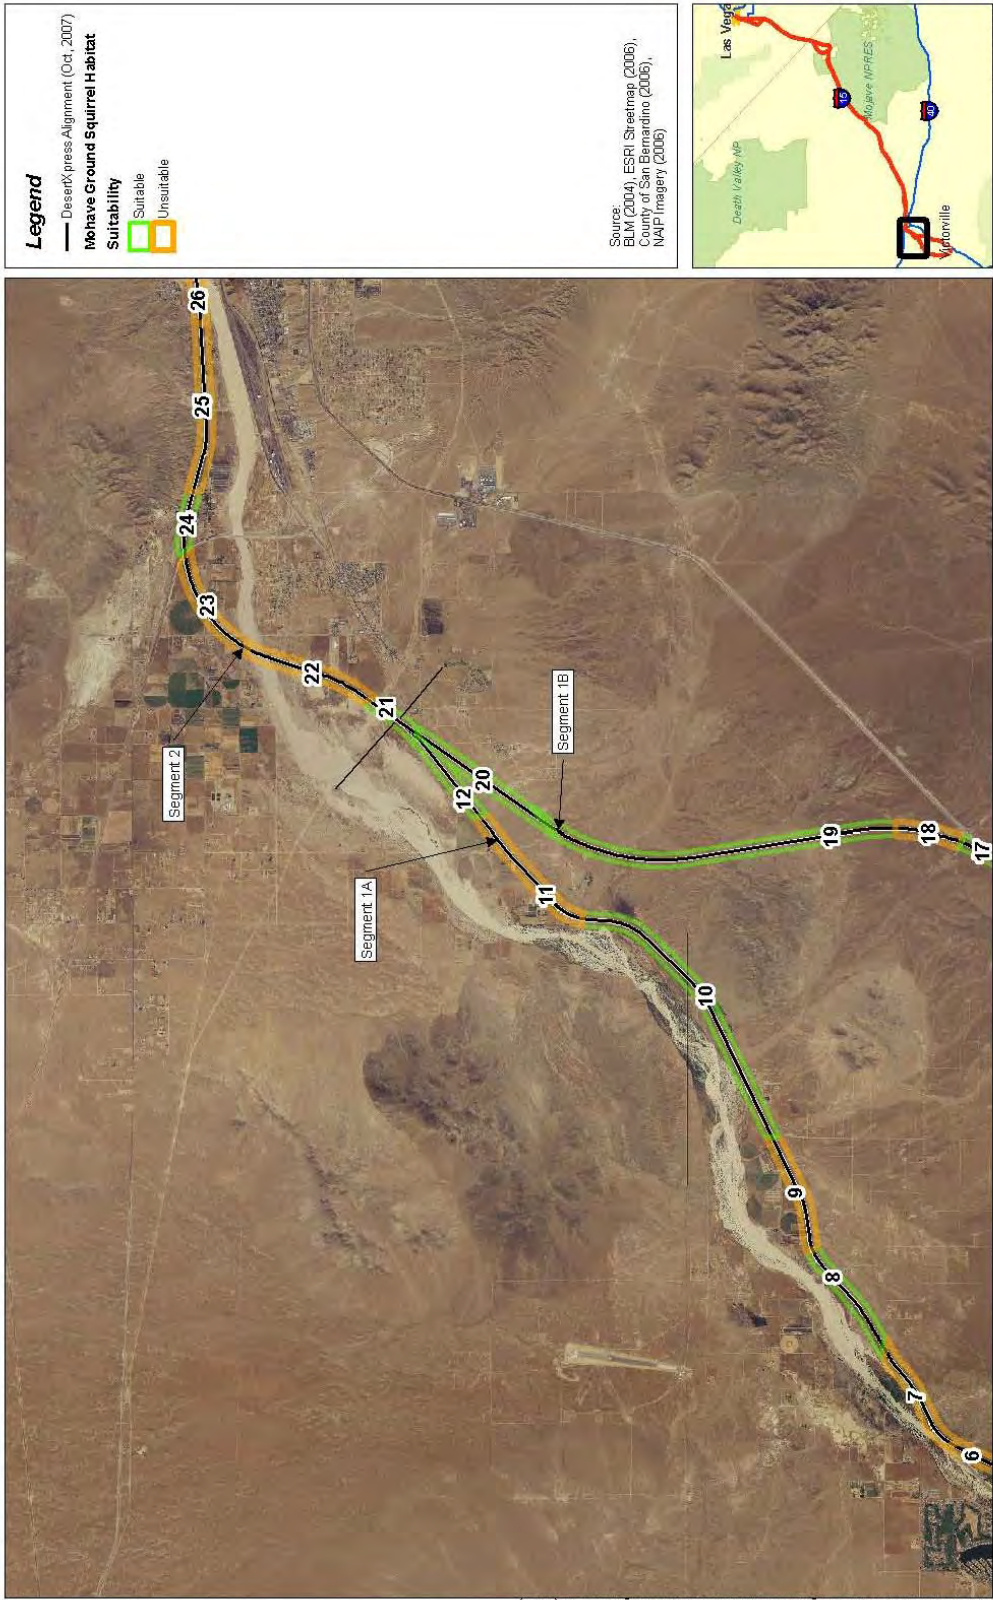 Legend
DesertXpress Alignment (Oct, 2007)
Mohave Ground Squirrel Habitat
Suitability
Suitable
Unsuitable
Source:
BLM (2004), ESRI Streetmap (2006),
County of San Bernardino (2006),
NAIP Imagery (2006)
Las Vega
Death Valley NP
Mojave NPRES
15
40
Victorville
Segment 2
Segment 1A
Segment 1B
6
7
8
9
10
11
12
17
18
19
20
21
22
23
24
25
26